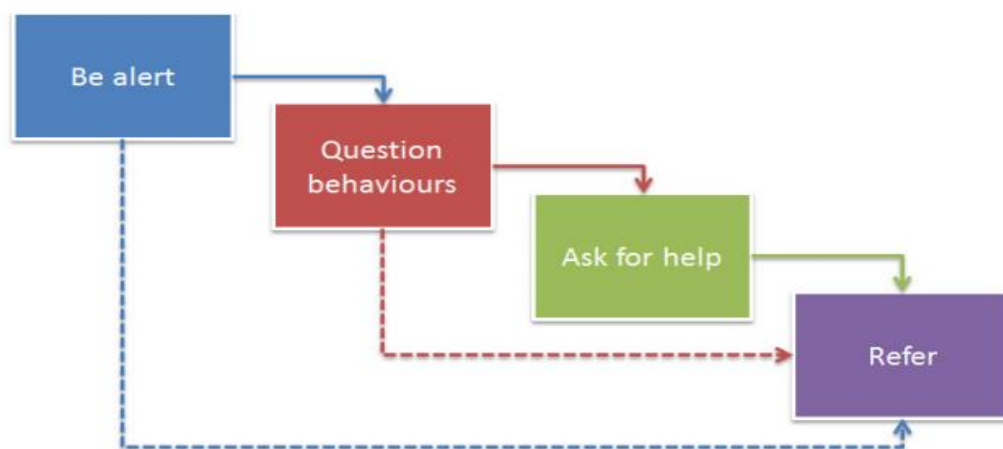 Be alert
Question
behaviours
Ask for help
Refer